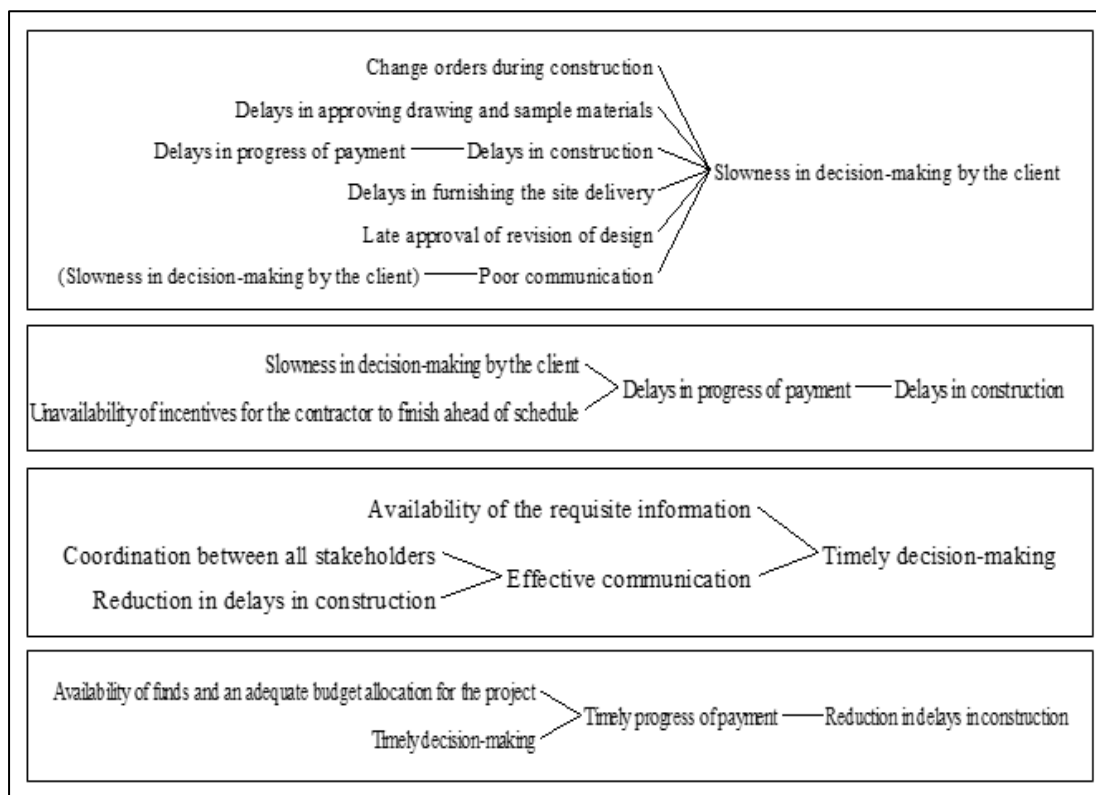 Change orders during construction
Delays in approving drawing and sample materials
Delays in progress of payment Delays in construction
Slowness in decision-making by the client
Delays in furnishing the site delivery
Late approval of revision of design
(Slowness in decision-making by the client) Poor communication
Slowness in decision-making by the client
Delays in progress of payment Delays in construction
Unavailability of incentives for the contractor to finish ahead of schedule
Availability of the requisite information
Coordination between all stakeholders
Timely decision-making
Effective communication
Reduction in delays in construction
Availability of funds and an adequate budget allocation for the project
Timely progress of payment Reduction in delays in construction
Timely decision-making